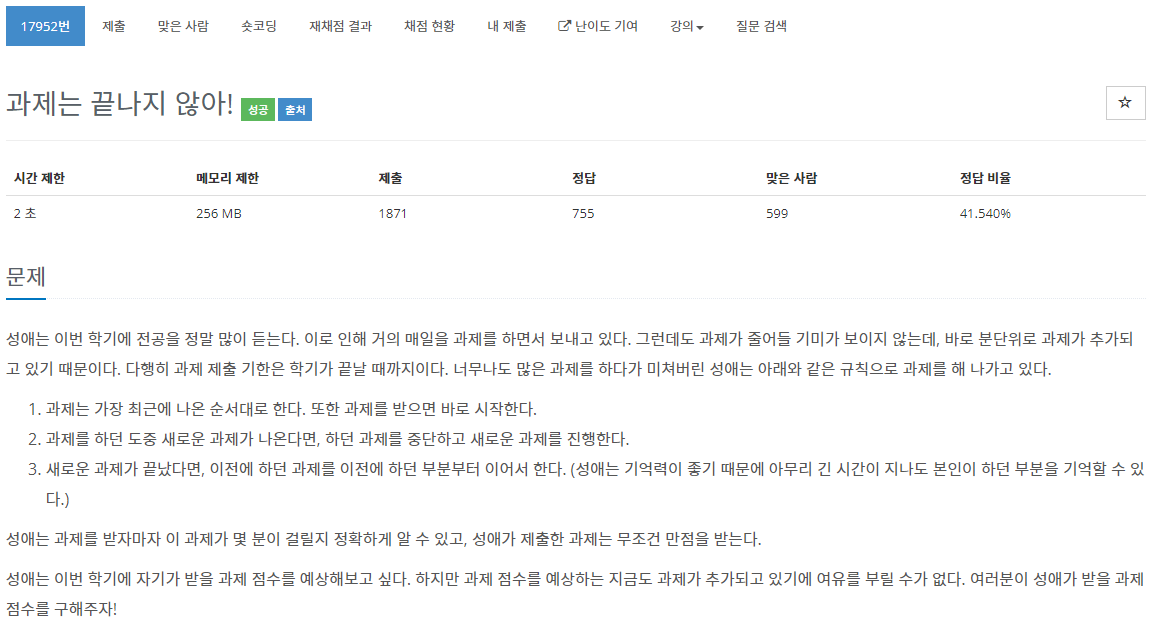 17952번 제출 맞은 사람 숏코딩 재채점 결과 채점 현황 내 제출 난이도 기여 강의 질문 검색
과제는 끝나지 않아! 성공 출처
시간 제한 메모리 제한 제출 정답 맞은 사람 정답 비율
2 초 256 MB 1871 755 599 41.540%
문제
성애는 이번 학기에 전공을 정말 많이 듣는다. 이로 인해 거의 매일을 과제를 하면서 보내고 있다. 그런데도 과제가 줄어들 기미가 보이지 않는데, 바로 분단위로 과제가 추가되
고 있기 때문이다. 다행히 과제 제출 기한은 학기가 끝날 때까지이다. 너무나도 많은 과제를 하다가 미쳐버린 성애는 아래와 같은 규칙으로 과제를 해 나가고 있다.
1. 과제는 가장 최근에 나온 순서대로 한다. 또한 과제를 받으면 바로 시작한다.
2. 과제를 하던 도중 새로운 과제가 나온다면, 하던 과제를 중단하고 새로운 과제를 진행한다.
3. 새로운 과제가 끝났다면, 이전에 하던 과제를 이전에 하던 부분부터 이어서 한다. (성애는 기억력이 좋기 때문에 아무리 긴 시간이 지나도 본인이 하던 부분을 기억할 수 있
다.)
성애는 과제를 받자마자 이 과제가 몇 분이 걸릴지 정확하게 알 수 있고, 성애가 제출한 과제는 무조건 만점을 받는다.
성애는 이번 학기에 자기가 받을 과제 점수를 예상해보고 싶다. 하지만 과제 점수를 예상하는 지금도 과제가 추가되고 있기에 여유를 부릴 수가 없다. 여러분이 성애가 받을 과제
점수를 구해주자!